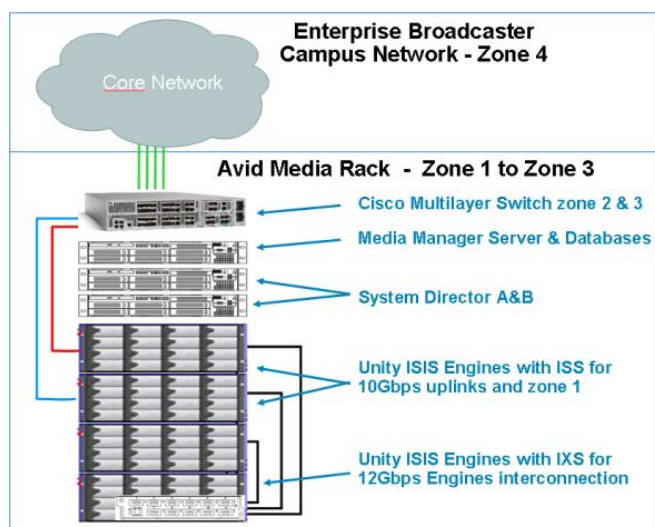 Enterprise Broadcaster
Campus Network - Zone 4
Core Network
Avid Media Rack - Zone 1 to Zone 3
Cisco Multilayer Switch zone 2 & 3
Media Manager Server & Databases
System Director A&B
Unity ISIS Engines with ISS for
10Gbps uplinks and zone 1
Unity ISIS Engines with IXS for
12Gbps Engines interconnection